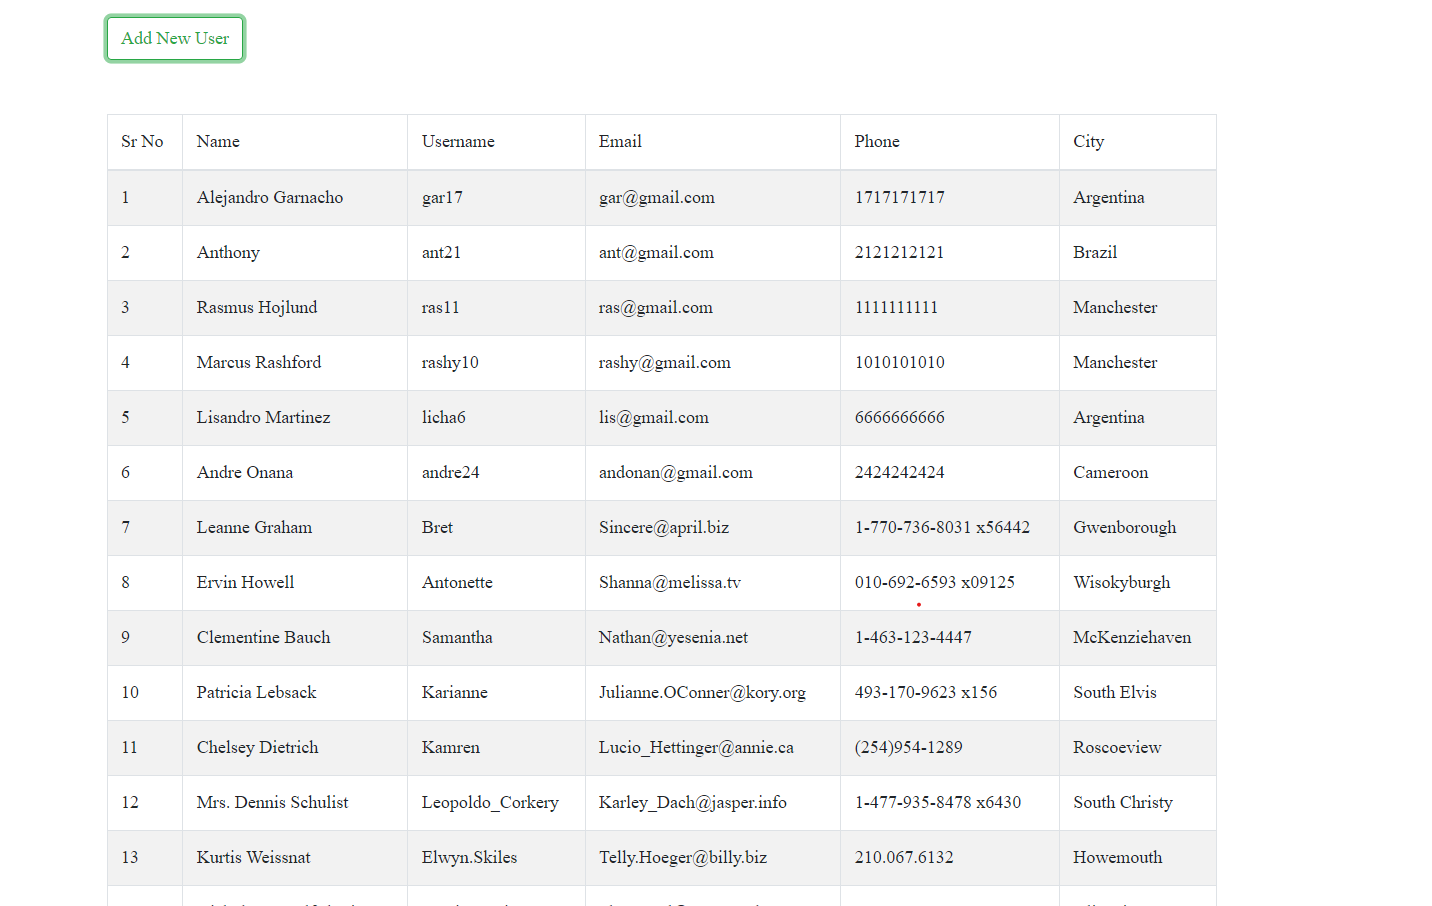 Add New User
Sr No Name Username Email Phone City
1 Alejandro Garnacho gar17 gar@gmail.com 1717171717 Argentina
2 Anthony ant21 ant@gmail.com 2121212121 Brazil
3 Rasmus Hojlund ras11 ras@gmail.com 1111111111 Manchester
4 Marcus Rashford rashy10 rashy@gmail.com 1010101010 Manchester
5 Lisandro Martinez licha6 lis@gmail.com 6666666666 Argentina
6 Andre Onana andre24 andonan@gmail.com 2424242424 Cameroon
7 Leanne Graham Bret Sincere@april.biz 1-770-736-8031 x56442 Gwenborough
8 Ervin Howell Antonette Shanna@melissa.tv 010-692-6593 x09125 Wisokyburgh
9 Clementine Bauch Samantha Nathan@yesenia.net 1-463-123-4447 McKenziehaven
10 Patricia Lebsack Karianne Julianne.OConner@kory.org 493-170-9623 x156 South Elvis
11 Chelsey Dietrich Kamren Lucio_Hettinger@annie.ca (254)954-1289 Roscoeview
12 Mrs. Dennis Schulist Leopoldo_Corkery Karley_Dach@jasper.info 1-477-935-8478 x6430 South Christy
13 Kurtis Weissnat Elwyn.Skiles Telly.Hoeger@billy.biz 210.067.6132 Howemouth